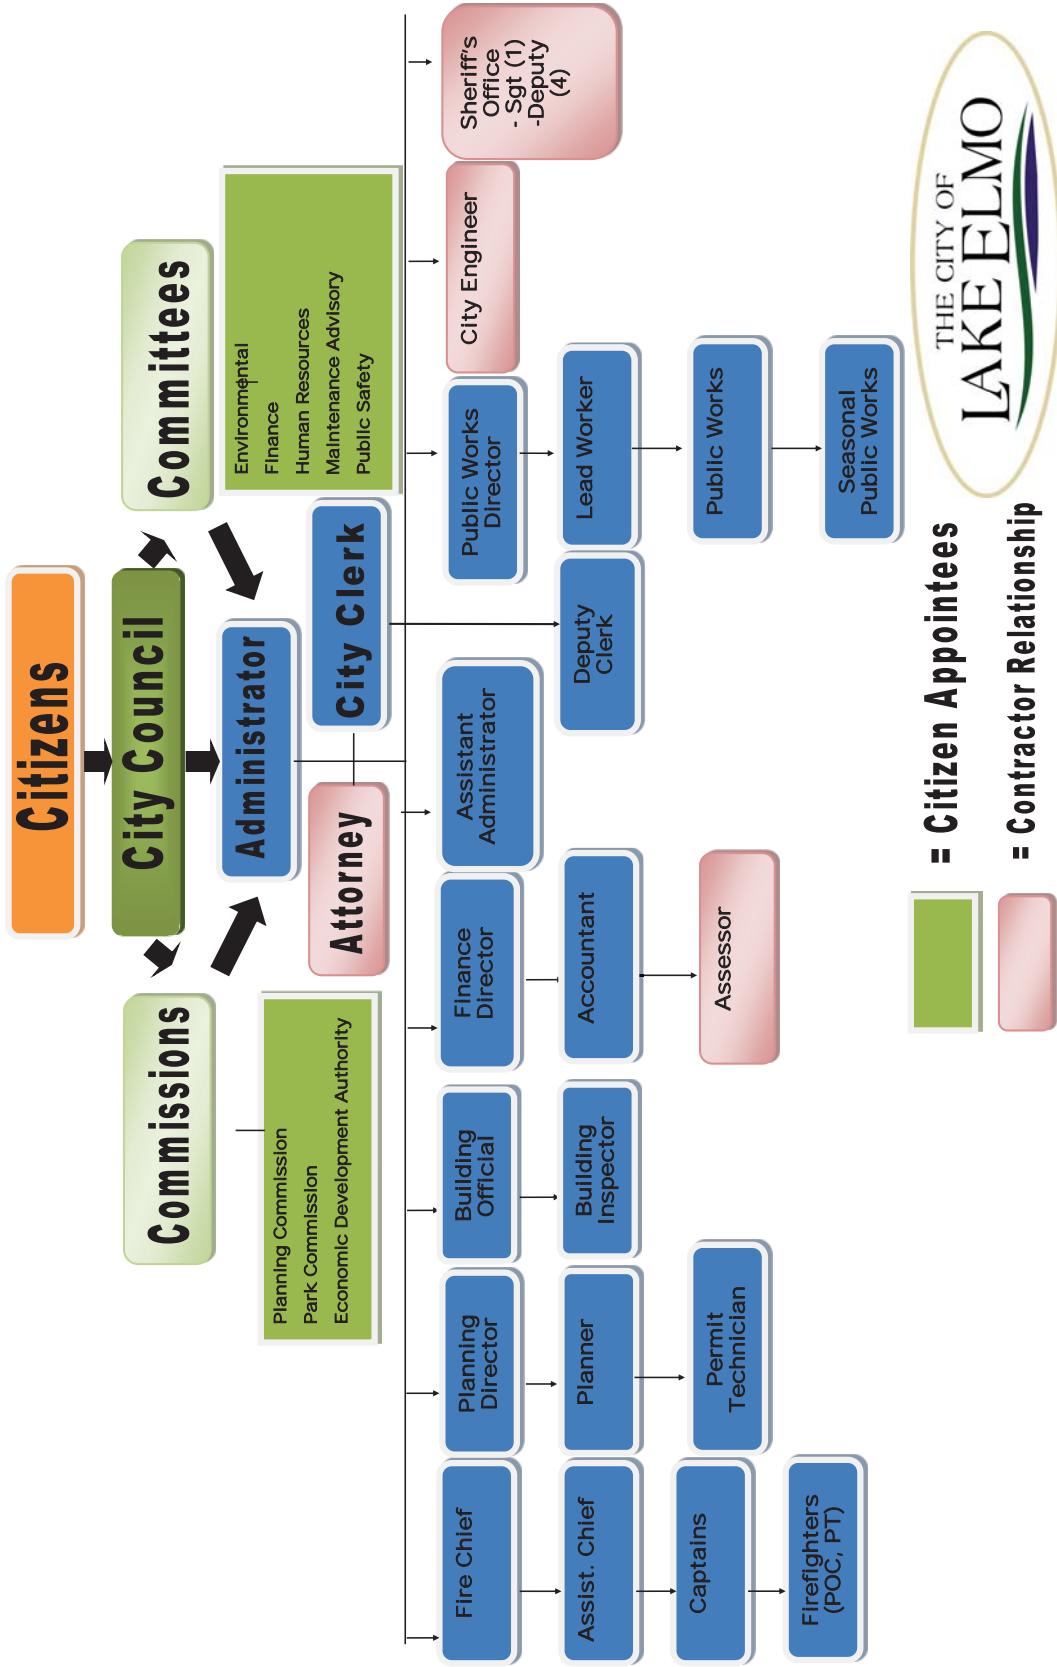 Citizens
City Council
Commissions
Committees
Administrator
Planning Commission
Park Commission
Economic Development Authority
Environmental
Finance
Human Resources
Maintenance Advisory
Public Safety
Attorney
City Clerk
Fire Chief
Planning
Director
Building
Official
Finance
Director
Assistant
Administrator
Public Works
Director
City Engineer
Sheriff's
Office
- Sgt (1)
-Deputy
(4)
Assist. Chief
Planner
Building
Inspector
Accountant
Deputy
Clerk
Lead Worker
Captains
Permit
Technician
Assessor
Public Works
Firefighters
(POC, PT)
Seasonal
Public Works
= Citizen Appointees
= Contractor Relationship
THE CITY OF
LAKE ELMO